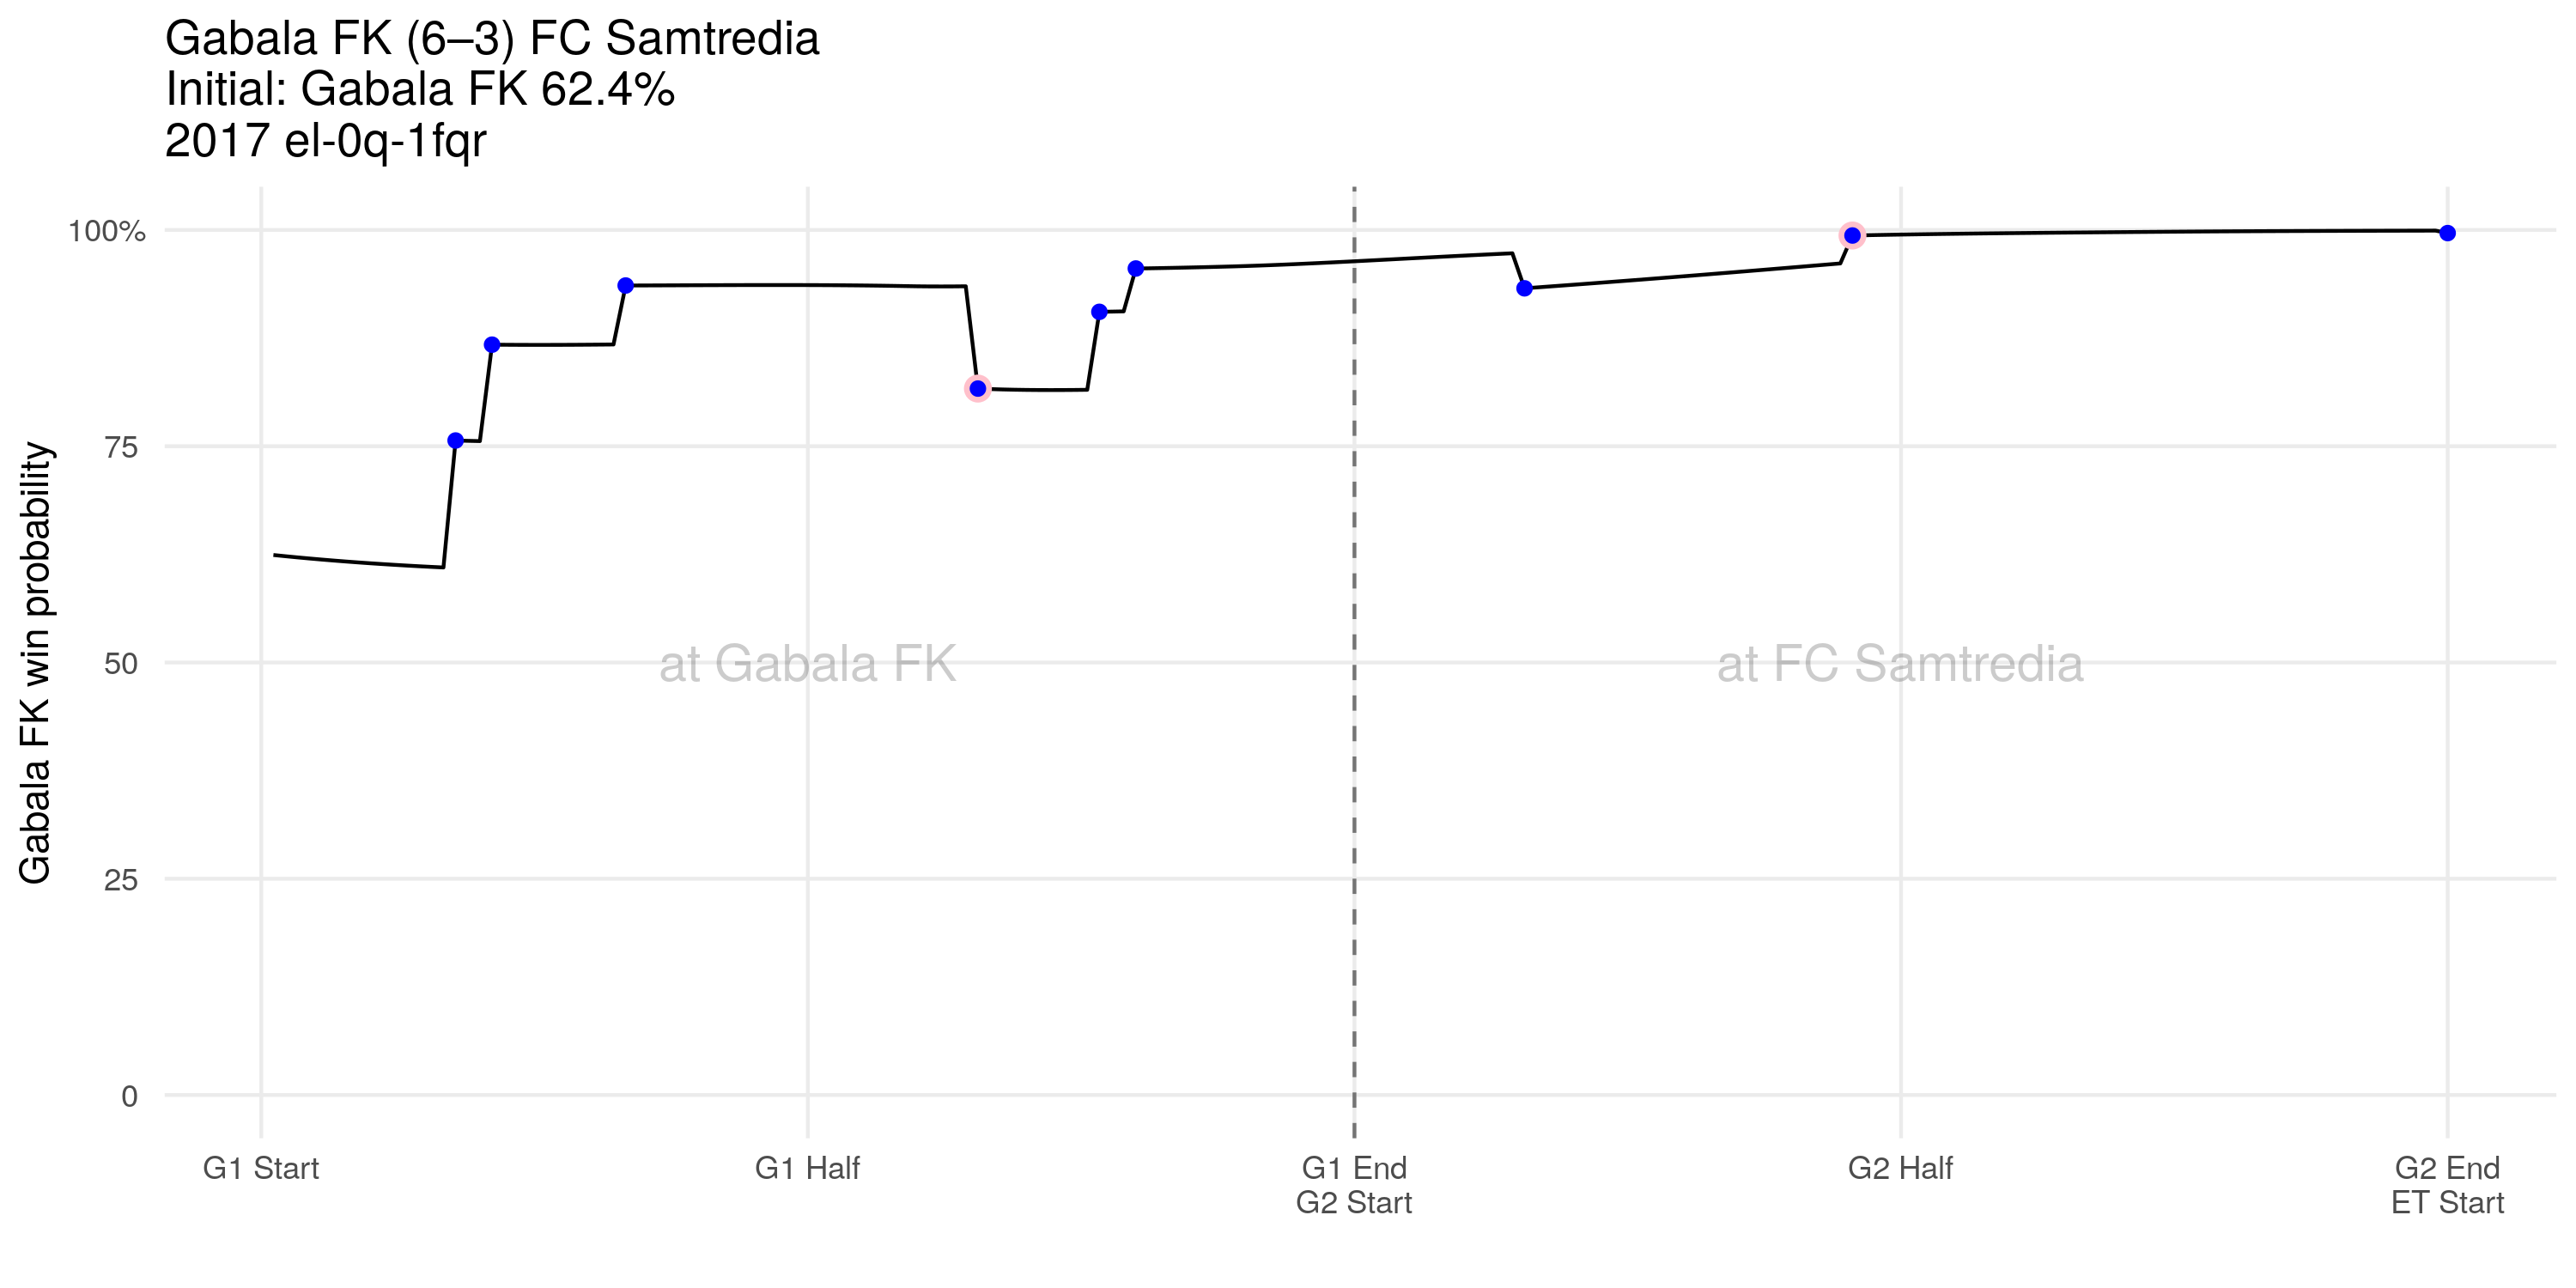 Gabala FK (6–3) FC Samtredia
Initial: Gabala FK 62.4%
2017 el-0q-1fqr
Gabala FK win probability
100%
75
50
25
0
at Gabala FK
at FC Samtredia
G1 Start
G1 Half
G1 End
G2 Start
G2 Half
G2 End
ET Start